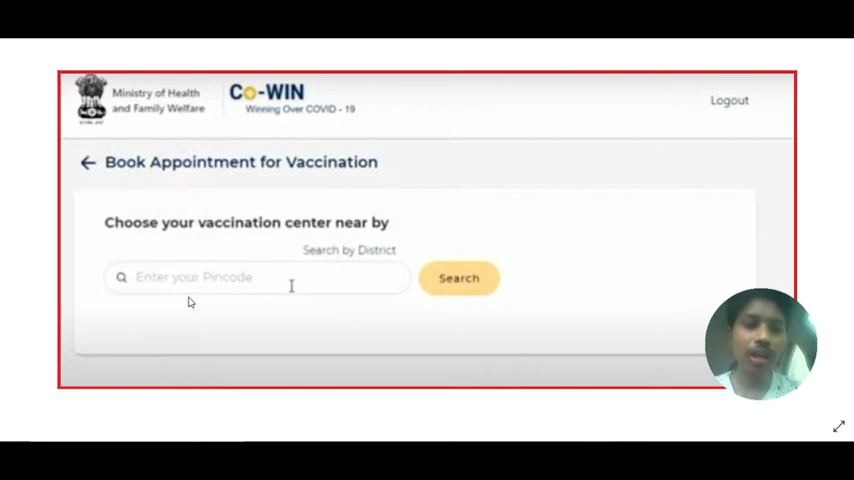 Ministry of Health
and Family Welfare
Co-WIN
Winning Over COVID - 19
Logout
Book Appointment for Vaccination
Choose your vaccination center near by
Search by District
Enter your Pincode
Search